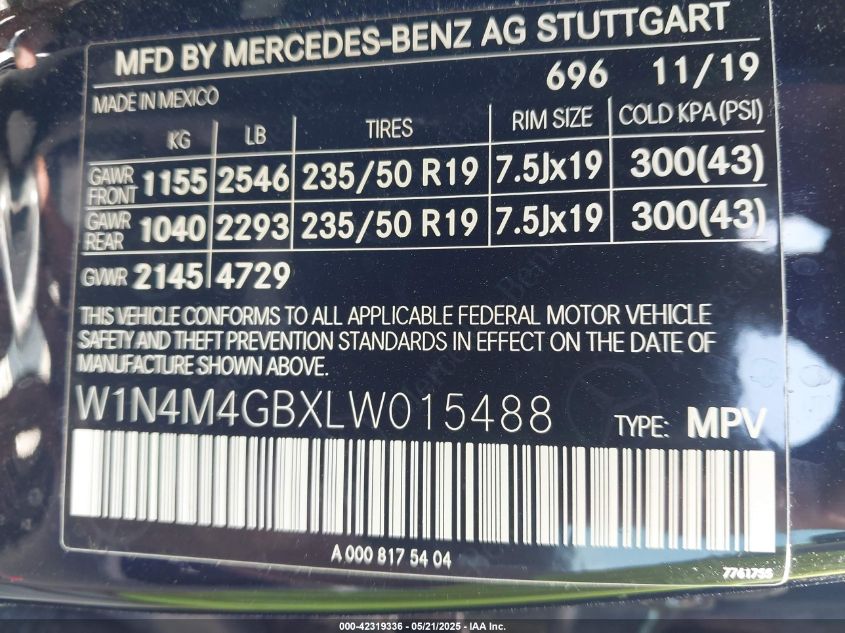 MFD BY MERCEDES-BENZ AG STUTTGART
696 11/19
MADE IN MEXICO
KG LB TIRES RIM SIZE COLD KPA (PSI)
GAWR FRONT 1155 2546 235/50 R19 7.5Jx19 300(43)
GAWR REAR 1040 2293 235/50 R19 7.5Jx19 300(43)
GVWR 2145 4729
THIS VEHICLE CONFORMS TO ALL APPLICABLE FEDERAL MOTOR VEHICLE
SAFETY AND THEFT PREVENTION STANDARDS IN EFFECT ON THE DATE OF
MANUFACTURE SHOWN ABOVE.
W1N4M4GBXLW015488 TYPE: MPV
A 000 817 54 04
000-42319336 - 05/21/2025 - IAA Inc.